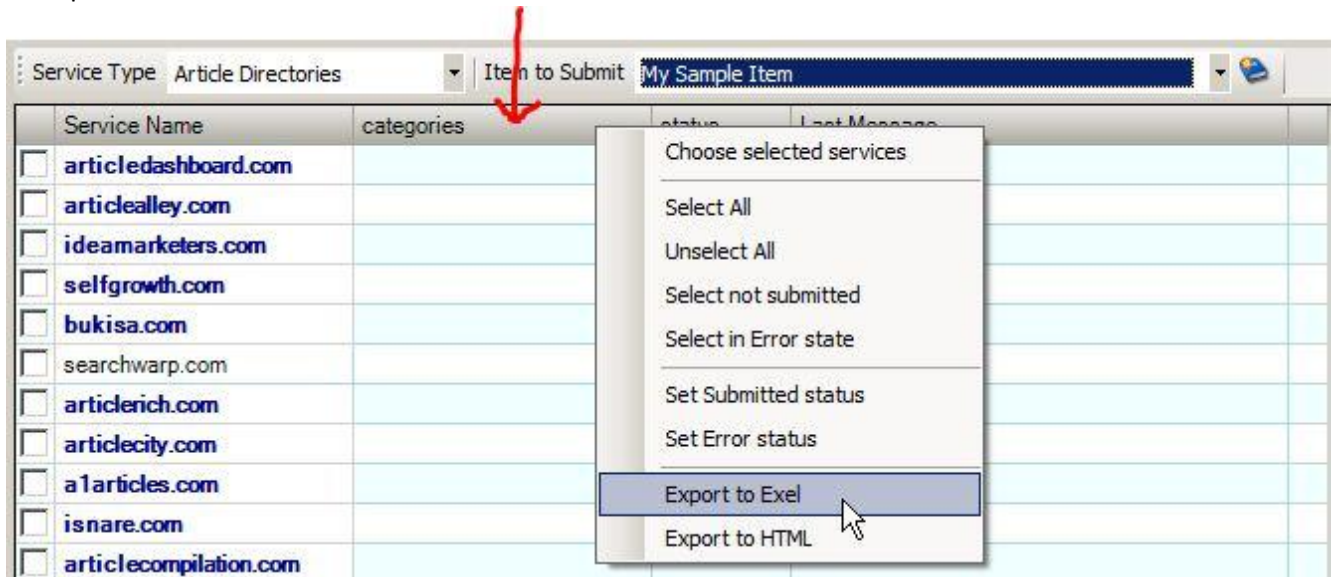 Service Type Article Directories Item to Submit My Sample Item
Service Name categories status Last Message
articledashboard.com
articlealley.com
ideamarketers.com
selfgrowth.com
bukisa.com
searchwarp.com
articlerich.com
articlecity.com
a1articles.com
isnare.com
articlecompilation.com
Choose selected services
Select All
Unselect All
Select not submitted
Select in Error state
Set Submitted status
Set Error status
Export to Exel
Export to HTML